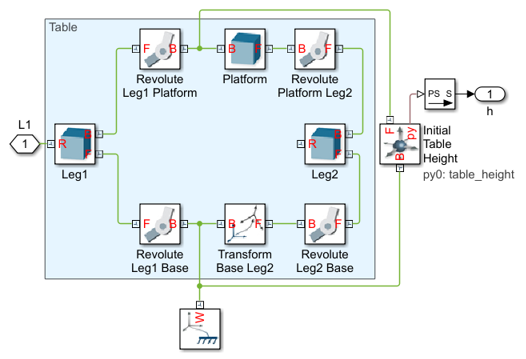 Table
F B
B F
F B
Revolute
Leg1 Platform
Platform
Revolute
Platform Leg2
L1
1
R
S
F
Leg1
R
S
F
Leg2
F
B
py
Initial
Table
Height
py0: table_height
PS S
1
h
F B
B F
B F
Revolute
Leg1 Base
Transform
Base Leg2
Revolute
Leg2 Base
W